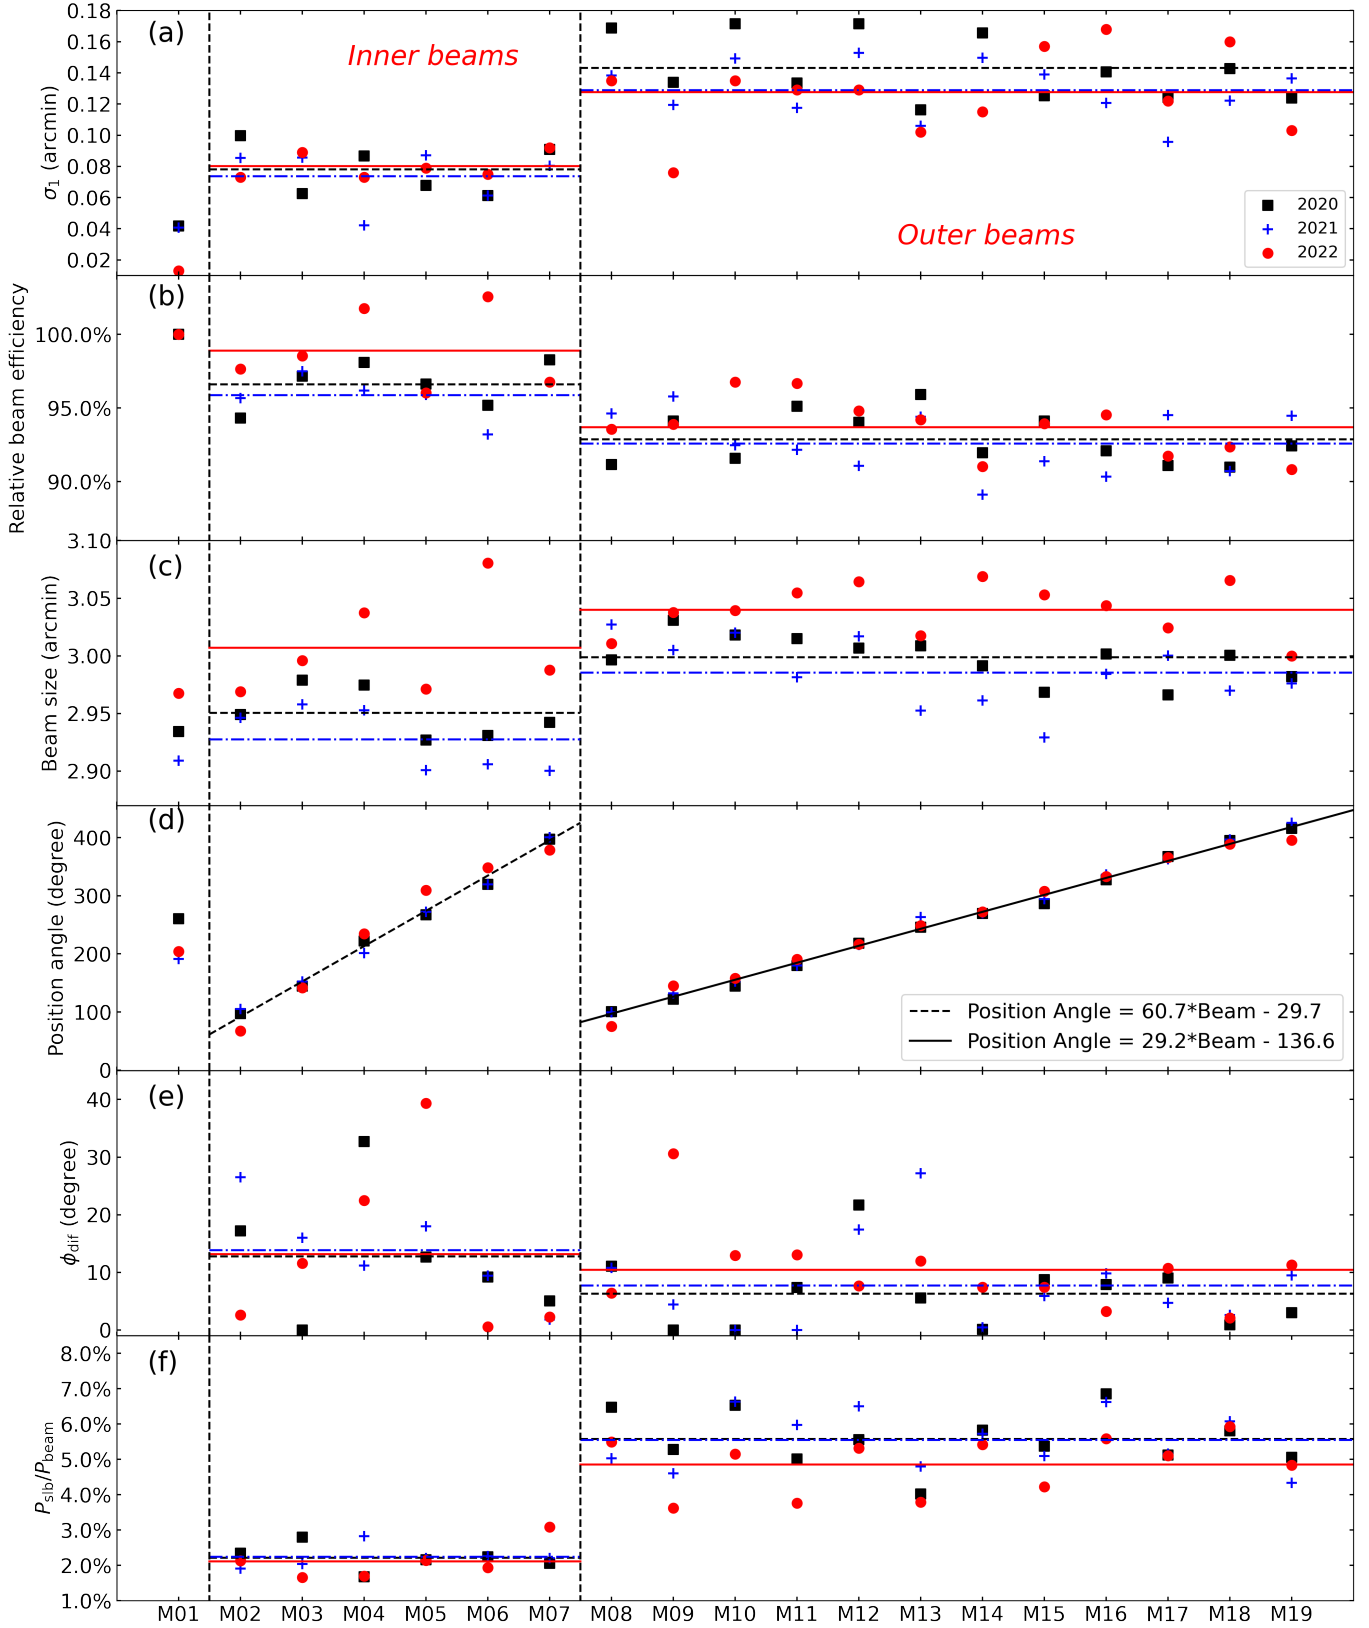 (a)
Inner beams
Outer beams
σ1 (arcmin)
0.18
0.16
0.14
0.12
0.10
0.08
0.06
0.04
0.02
2020
2021
2022
(b)
Relative beam efficiency
100.0%
95.0%
90.0%
(c)
Beam size (arcmin)
3.10
3.05
3.00
2.95
2.90
(d)
Position angle (degree)
400
300
200
100
0
Position Angle = 60.7*Beam - 29.7
Position Angle = 29.2*Beam - 136.6
(e)
ϕdif (degree)
40
30
20
10
0
(f)
Pslb/Pbeam
8.0%
7.0%
6.0%
5.0%
4.0%
3.0%
2.0%
1.0%
M01 M02 M03 M04 M05 M06 M07 M08 M09 M10 M11 M12 M13 M14 M15 M16 M17 M18 M19